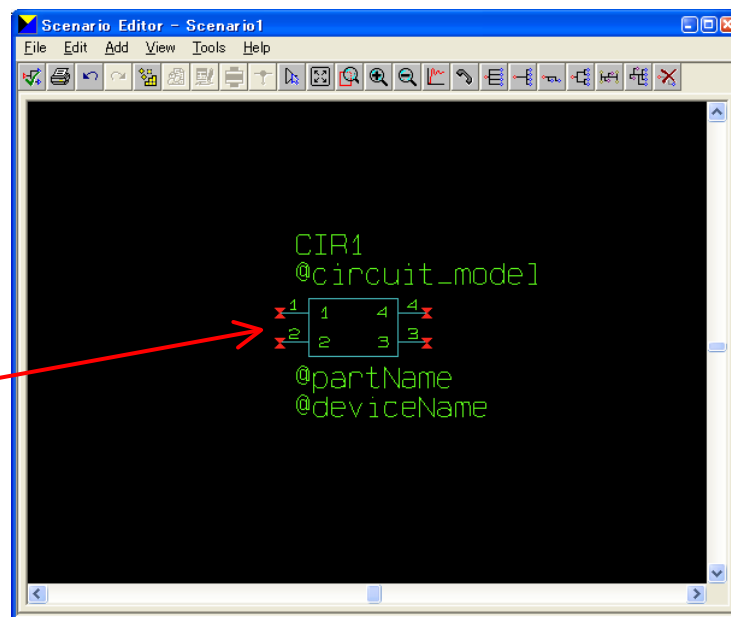 Scenario Editor - Scenario1
File Edit Add View Tools Help
CIR1
@circuit_model
1 1 4 4
2 2 3 3
@partName
@deviceName